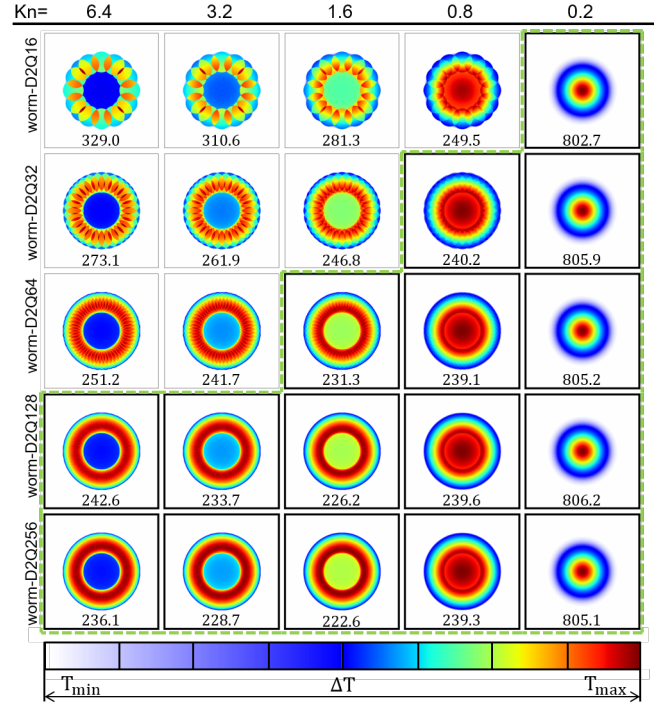 Kn= 6.4 3.2 1.6 0.8 0.2
worm-D2Q16
329.0 310.6 281.3 249.5 802.7
worm-D2Q32
273.1 261.9 246.8 240.2 805.9
worm-D2Q64
251.2 241.7 231.3 239.1 805.2
worm-D2Q128
242.6 233.7 226.2 239.6 806.2
worm-D2Q256
236.1 228.7 222.6 239.3 805.1
Tmin ΔT Tmax